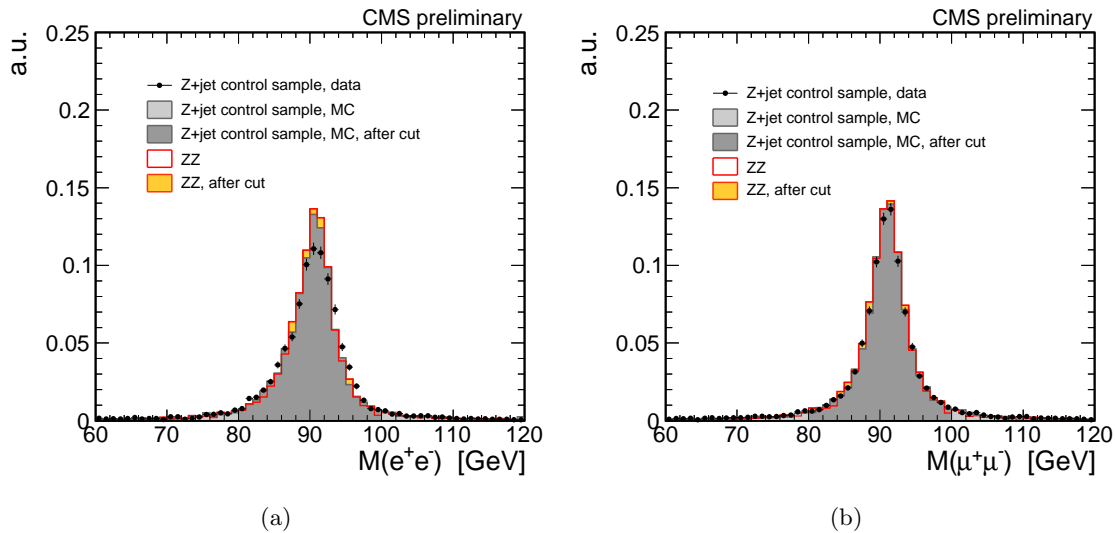 CMS preliminary
a.u.
0.25
0.2
0.15
0.1
0.05
0
Z+jet control sample, data
Z+jet control sample, MC
Z+jet control sample, MC, after cut
ZZ
ZZ, after cut
60 70 80 90 100 110 120
M(e⁺e⁻) [GeV]
(a)
CMS preliminary
a.u.
0.25
0.2
0.15
0.1
0.05
0
Z+jet control sample, data
Z+jet control sample, MC
Z+jet control sample, MC, after cut
ZZ
ZZ, after cut
60 70 80 90 100 110 120
M(μ⁺μ⁻) [GeV]
(b)